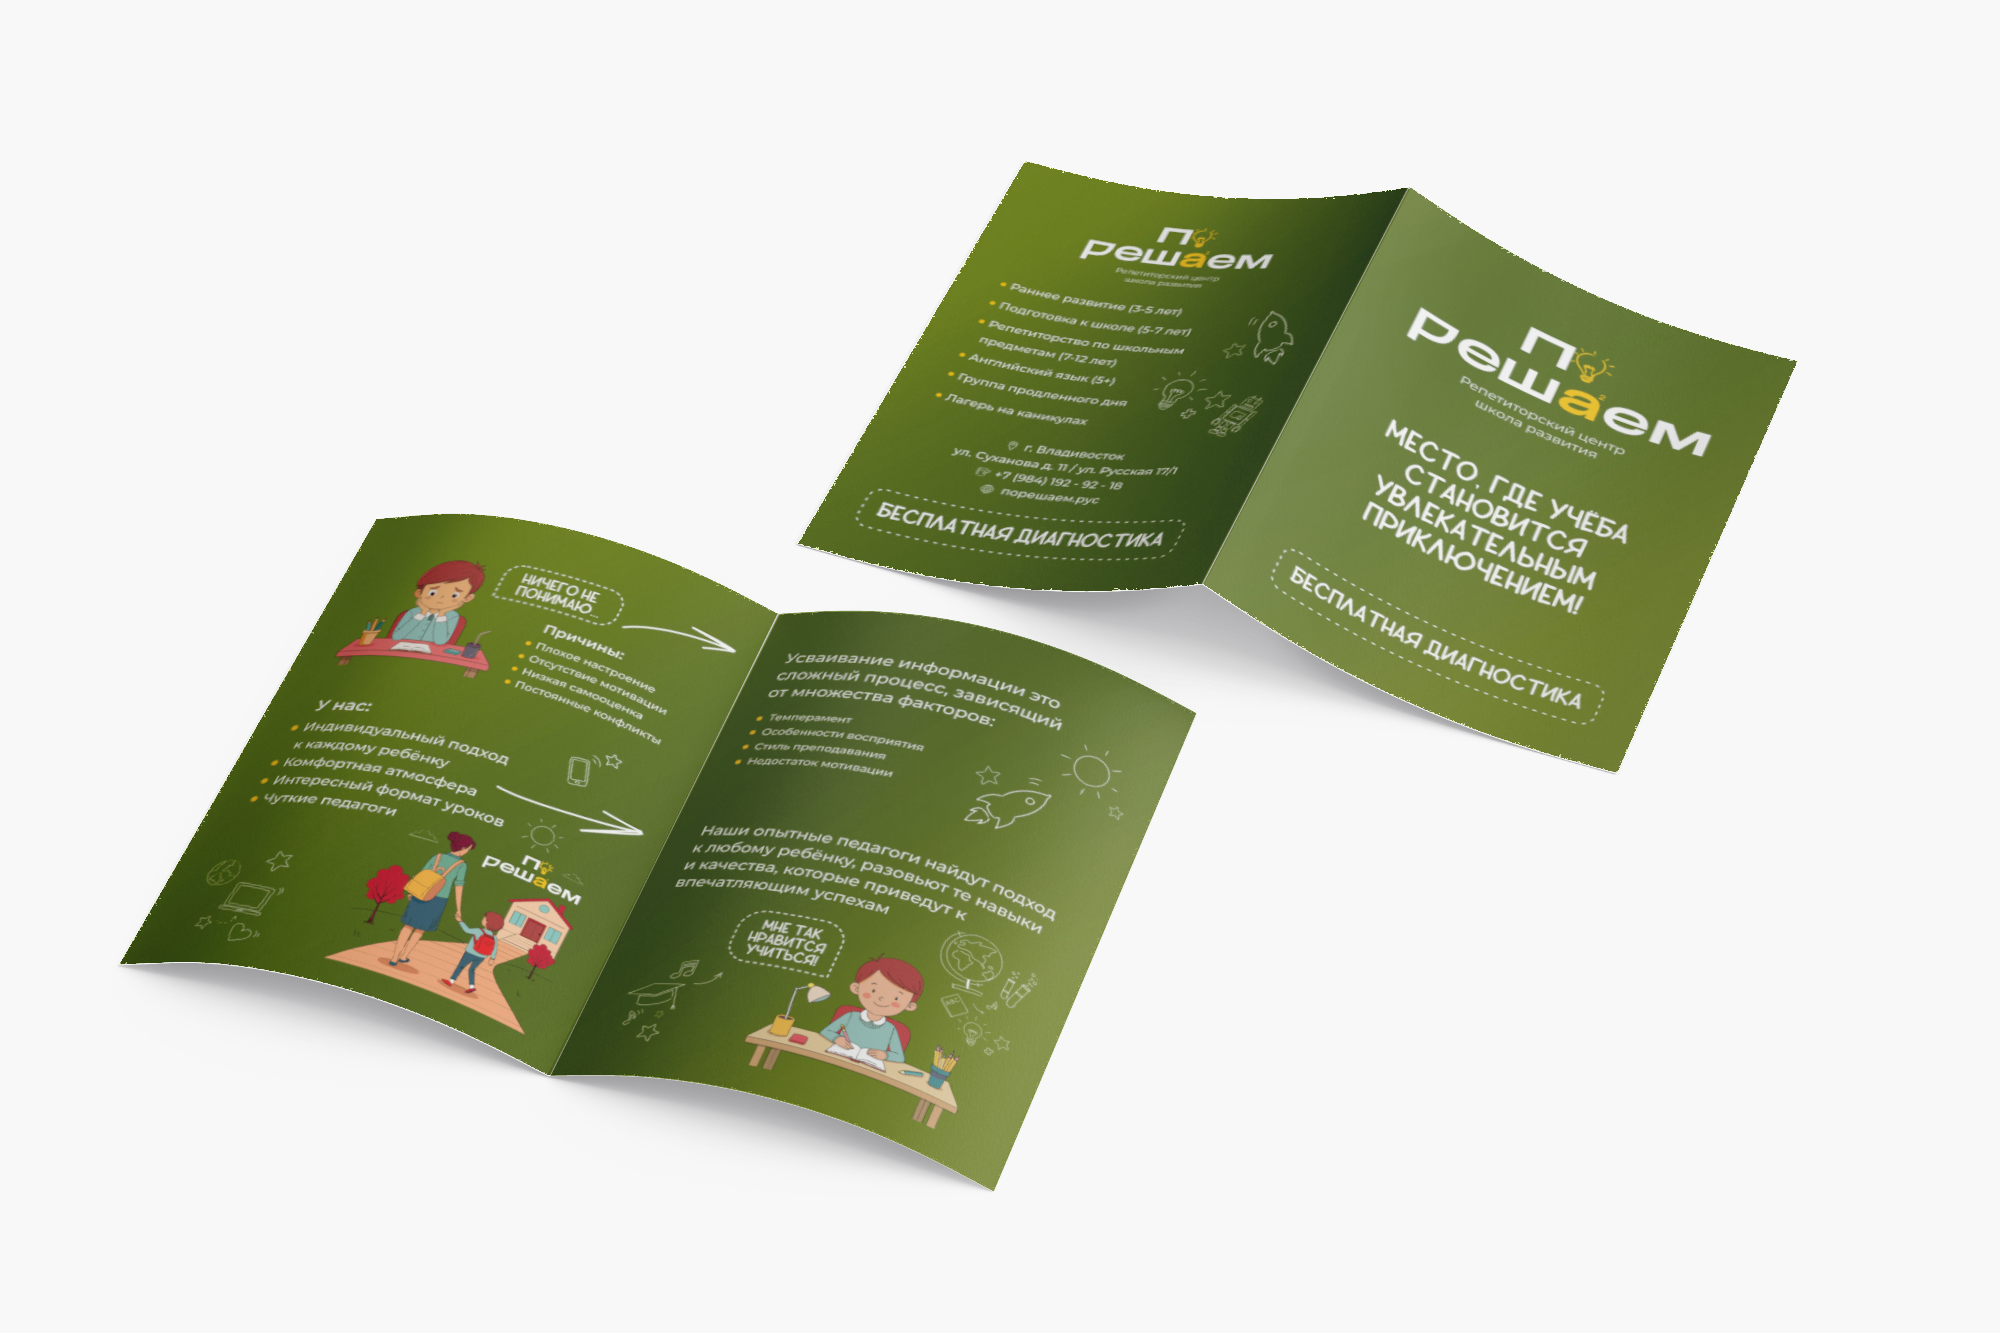 По
Решаем
Репетиторский центр
школа развития
Раннее развитие (3-5 лет)
Подготовка к школе (5-7 лет)
Репетиторство по школьным
предметам (7-12 лет)
Английский язык (5+)
Группа продленного дня
Лагерь на каникулах
г. Владивосток
ул. Суханова д. 11 / ул. Русская 17/1
+7 (984) 192 - 92 - 18
порешаем.рус
БЕСПЛАТНАЯ ДИАГНОСТИКА
По
Решаем
2
Репетиторский центр
школа развития
МЕСТО, ГДЕ УЧЁБА
СТАНОВИТСЯ
УВЛЕКАТЕЛЬНЫМ
ПРИКЛЮЧЕНИЕМ!
БЕСПЛАТНАЯ ДИАГНОСТИКА
НИЧЕГО НЕ
ПОНИМАЮ...
Причины:
Плохое настроение
Отсутствие мотивации
Низкая самооценка
Постоянные конфликты
У нас:
Индивидуальный подход
к каждому ребёнку
Комфортная атмосфера
Интересный формат уроков
Чуткие педагоги
По
Решаем
Усваивание информации это
сложный процесс, зависящий
от множества факторов:
Темперамент
Особенности восприятия
Стиль преподавания
Недостаток мотивации
Наши опытные педагоги найдут подход
к любому ребёнку, разовьют те навыки
и качества, которые приведут к
впечатляющим успехам
МНЕ ТАК
НРАВИТСЯ
УЧИТЬСЯ!
ABC